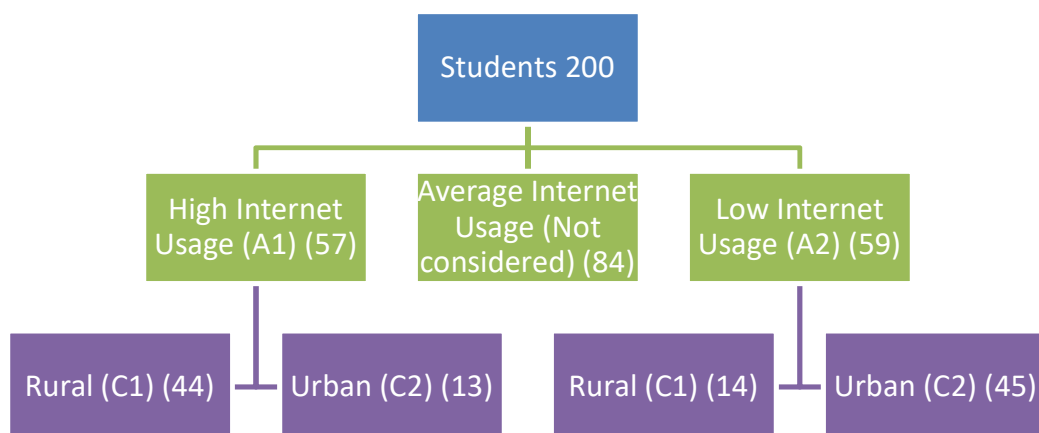 Students 200
High Internet
Usage (A1) (57)
Average Internet
Usage (Not
considered) (84)
Low Internet
Usage (A2) (59)
Rural (C1) (44)
Urban (C2) (13)
Rural (C1) (14)
Urban (C2) (45)